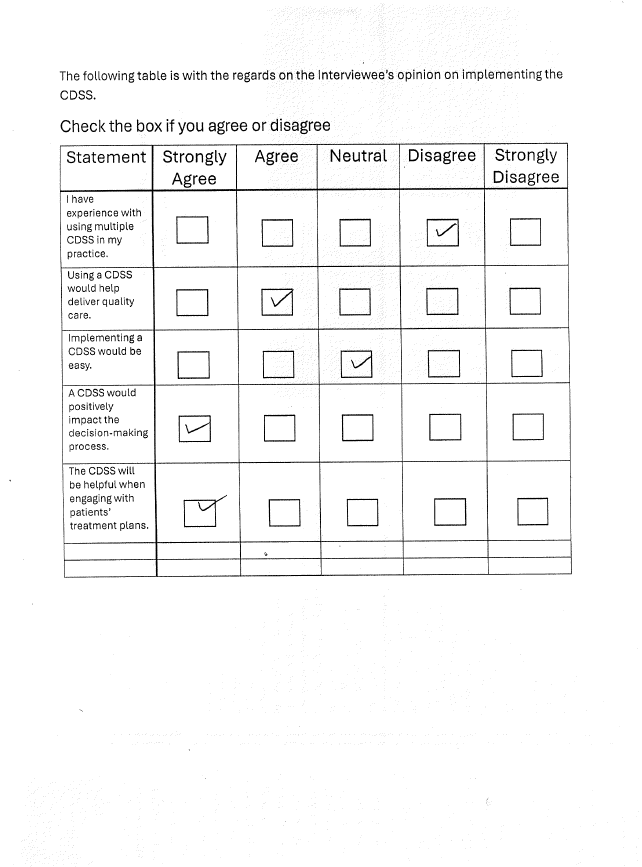 The following table is with the regards on the Interviewee's opinion on implementing the
CDSS.
Check the box if you agree or disagree
Statement Strongly Agree Agree Neutral Disagree Strongly Disagree
I have
experience with
using multiple
CDSS in my
practice.
Using a CDSS
would help
deliver quality
care.
Implementing a
CDSS would be
easy.
A CDSS would
positively
impact the
decision-making
process.
The CDSS will
be helpful when
engaging with
patients'
treatment plans.